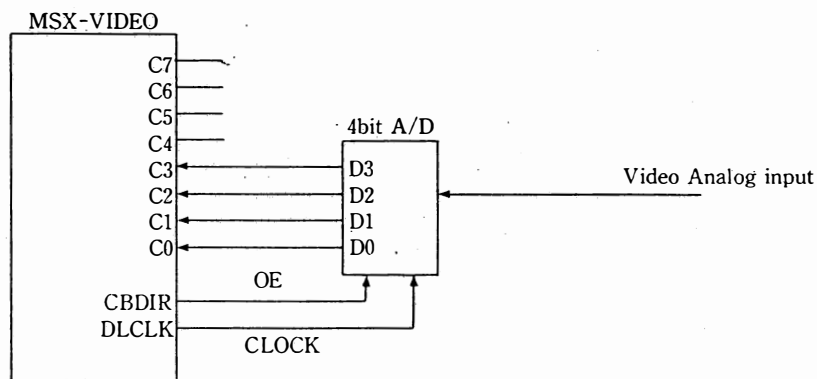 MSX-VIDEO
C7
C6
C5
C4
4bit A/D
C3 D3
C2 D2
C1 D1
C0 D0
Video Analog input
OE
CBDIR
DLCLK
CLOCK